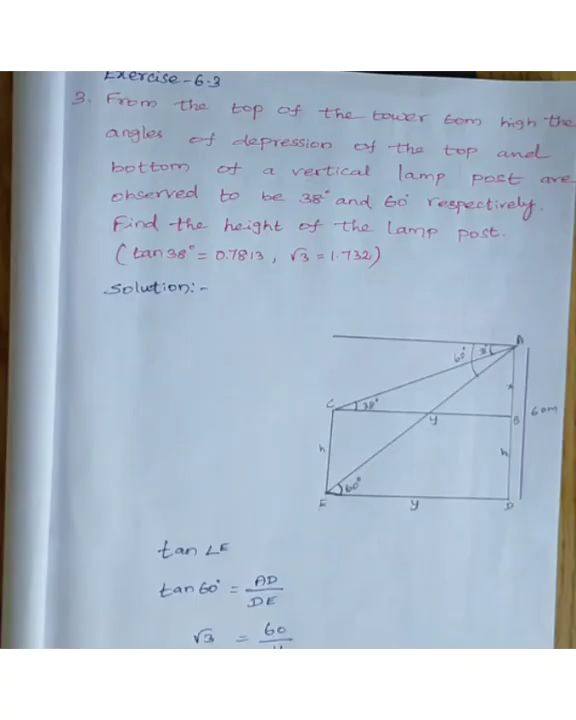 Exercise-6.3
3. From the top of the tower 60m high the
angles of depression of the top and
bottom of a vertical lamp post are
observed to be 38° and 60° respectively.
Find the height of the lamp post.
(tan 38° = 0.7813, √3 = 1.732)
Solution:-
A
60°
38°
x
C
38°
y
B
60m
h
h
60°
E
y
D
tan ∠E
tan 60° = AD/DE
√3 = 60/y